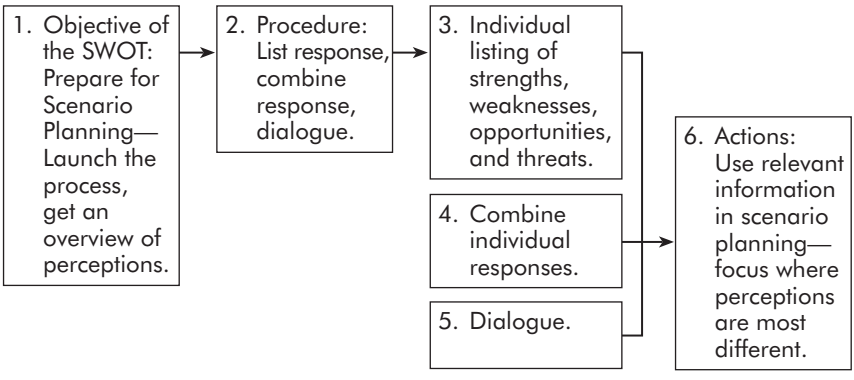 1. Objective of
the SWOT:
Prepare for
Scenario
Planning—
Launch the
process,
get an
overview of
perceptions.
2. Procedure:
List response,
combine
response,
dialogue.
3. Individual
listing of
strengths,
weaknesses,
opportunities,
and threats.
4. Combine
individual
responses.
5. Dialogue.
6. Actions:
Use relevant
information
in scenario
planning—
focus where
perceptions
are most
different.